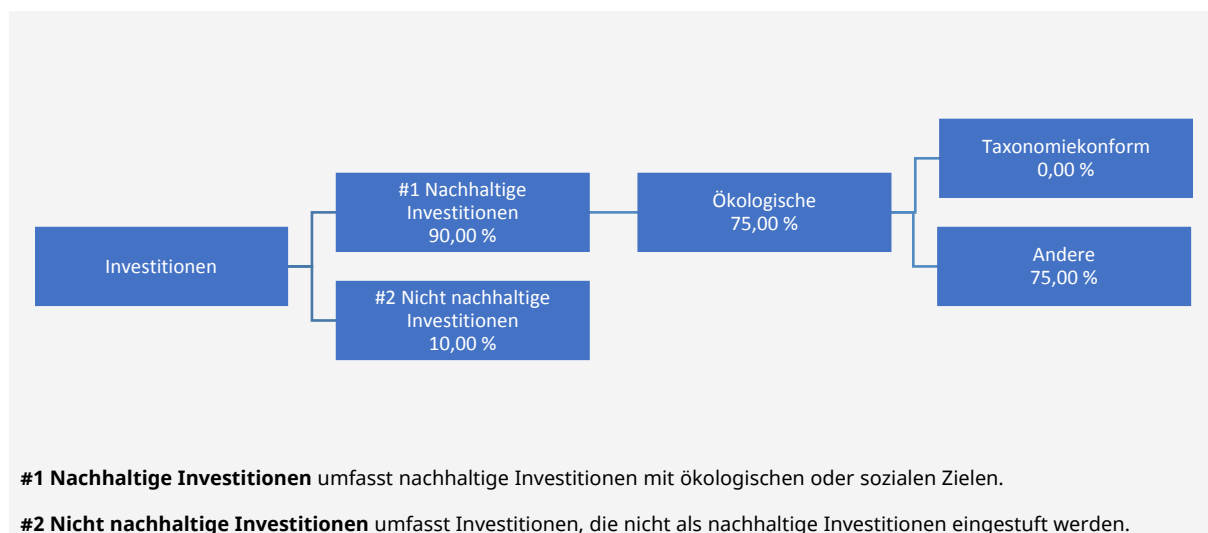 Investitionen
#1 Nachhaltige
Investitionen
90,00 %
#2 Nicht nachhaltige
Investitionen
10,00 %
Ökologische
75,00 %
Taxonomiekonform
0,00 %
Andere
75,00 %
#1 Nachhaltige Investitionen umfasst nachhaltige Investitionen mit ökologischen oder sozialen Zielen.
#2 Nicht nachhaltige Investitionen umfasst Investitionen, die nicht als nachhaltige Investitionen eingestuft werden.